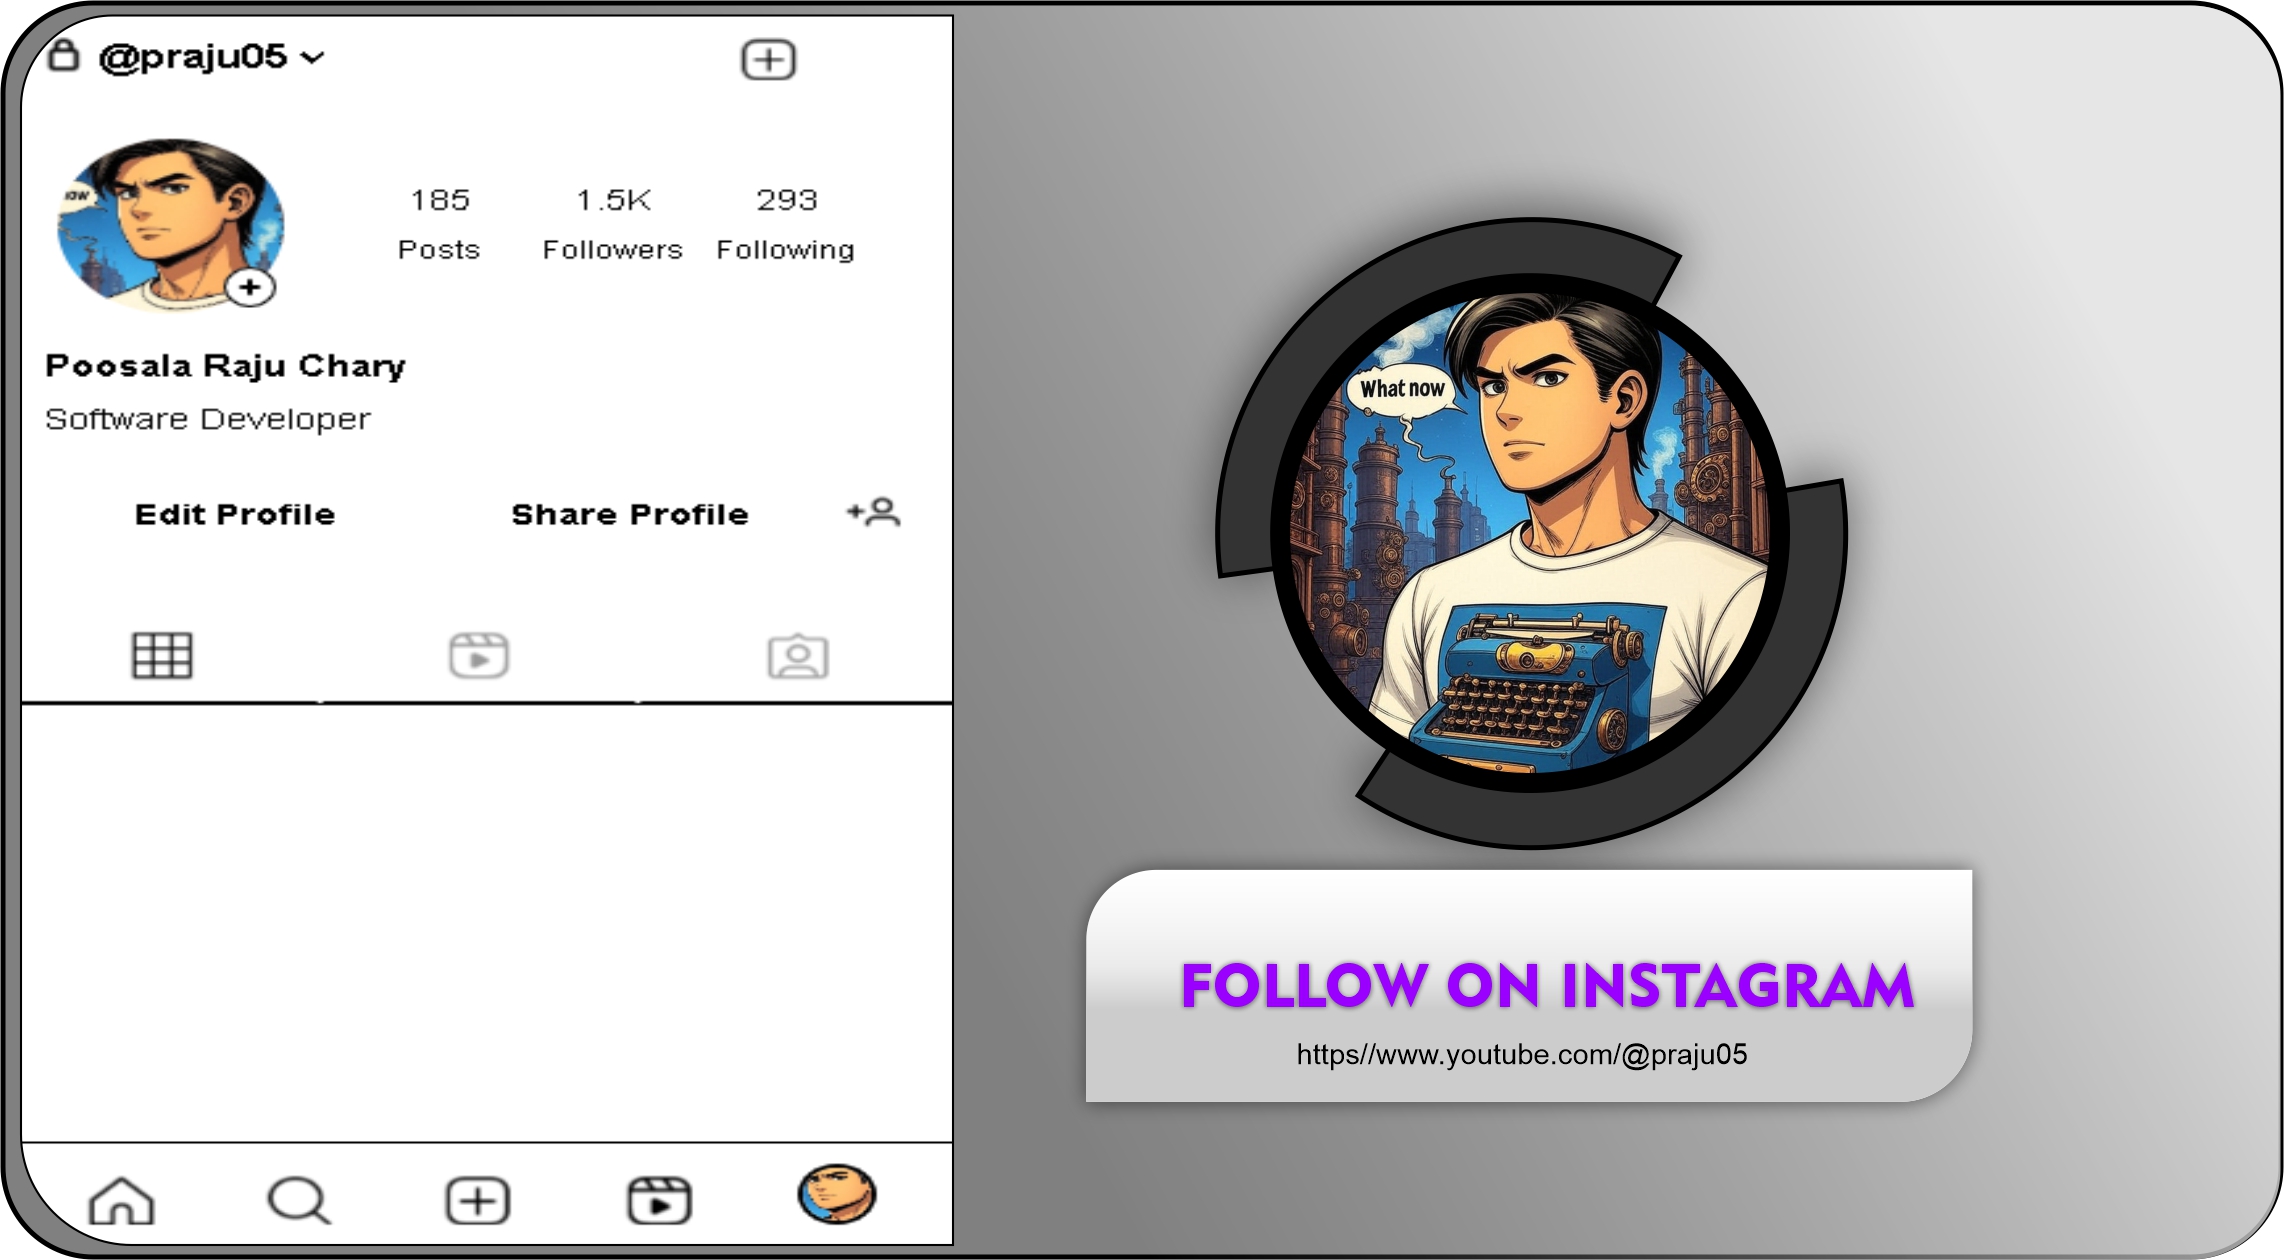 @praju05
185 1.5K 293
Posts Followers Following
Poosala Raju Chary
Software Developer
Edit Profile Share Profile
What now
FOLLOW ON INSTAGRAM
https//www.youtube.com/@praju05